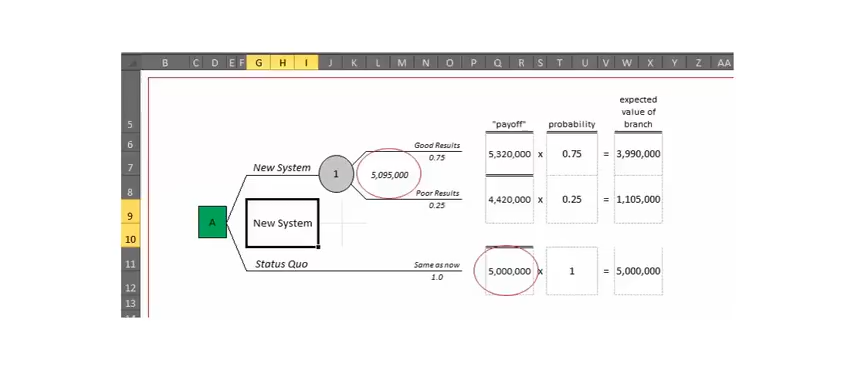 B C D E F G H I J K L M N O P Q R S T U V W X Y Z AA
expected
value of
5 "payoff" probability branch
6 Good Results
0.75 5,320,000 x 0.75 = 3,990,000
7 New System 1 5,095,000
8 Poor Results
4,420,000 x 0.25 = 1,105,000
0.25
9 A New System
10
11 Status Quo Same as now
5,000,000 x 1 = 5,000,000
1.0
12
13